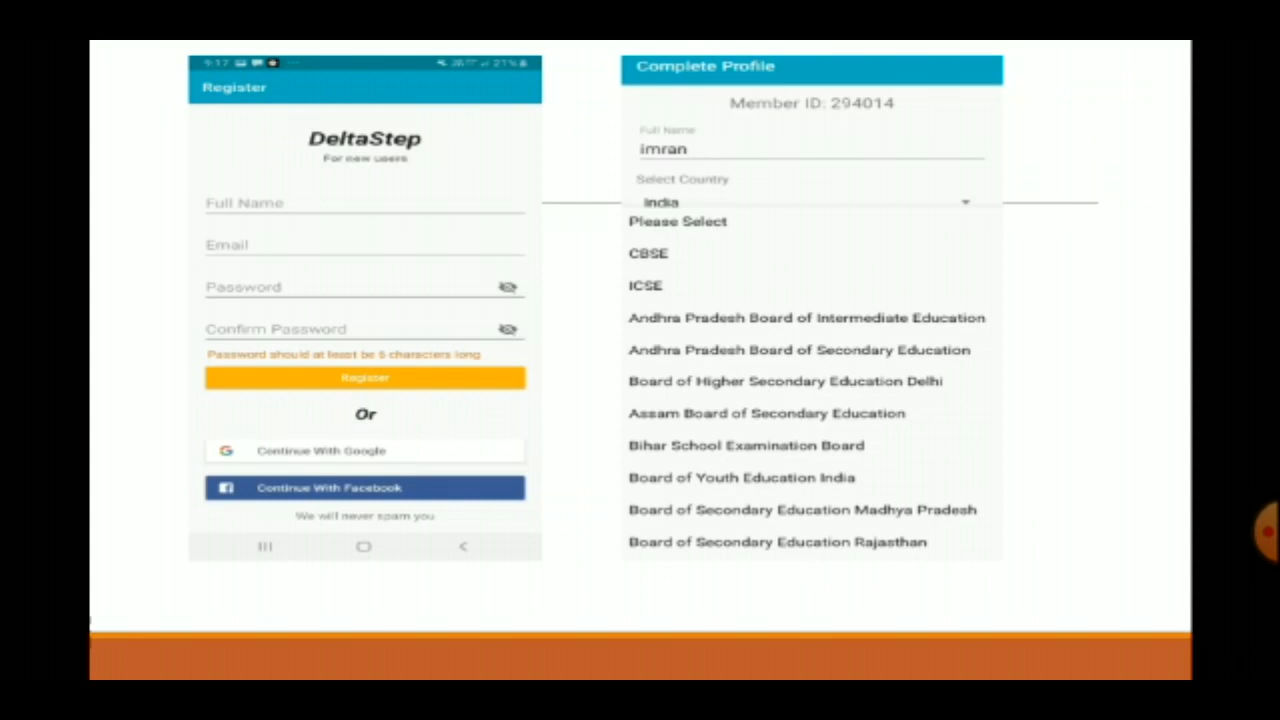 9:17
21%
Register
DeltaStep
For new users
Full Name
Email
Password
Confirm Password
Password should at least be 6 characters long
Register
Or
Continue With Google
Continue With Facebook
We will never spam you
Complete Profile
Member ID: 294014
Full Name
imran
Select Country
India
Please Select
CBSE
ICSE
Andhra Pradesh Board of Intermediate Education
Andhra Pradesh Board of Secondary Education
Board of Higher Secondary Education Delhi
Assam Board of Secondary Education
Bihar School Examination Board
Board of Youth Education India
Board of Secondary Education Madhya Pradesh
Board of Secondary Education Rajasthan